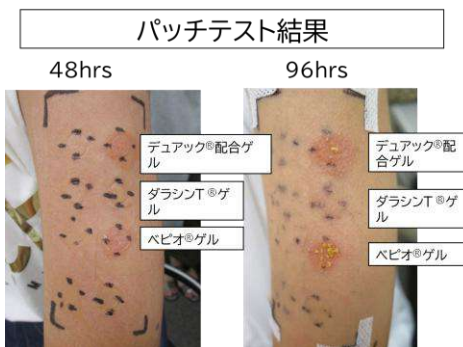 パッチテスト結果
48hrs
96hrs
デュアック®配合ゲ
ル
ダラシンT ®ゲ
ル
ベピオ®ゲル
デュアック®配
合ゲル
ダラシンT ®ゲ
ル
ベピオ®ゲル